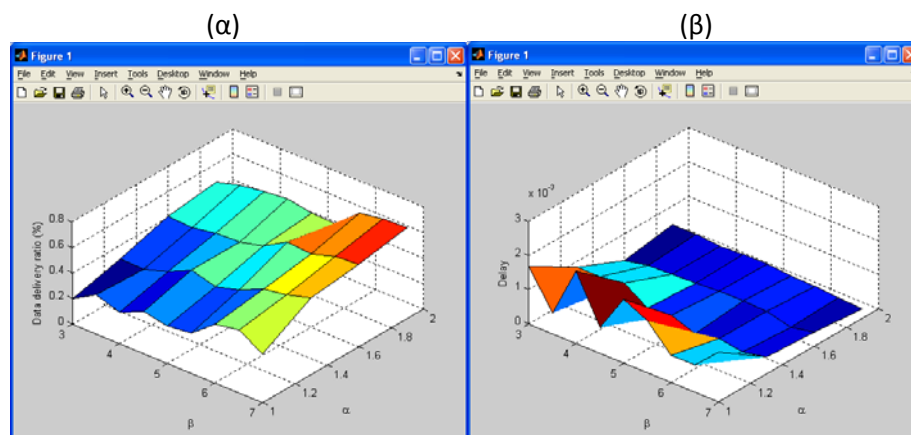 (α)
(β)
Figure 1
File Edit View Insert Tools Desktop Window Help
Data delivery ratio (%)
0.8
0.6
0.4
0.2
0
3
4
5
6
7
β
1
1.2
1.4
1.6
1.8
2
α
Figure 1
File Edit View Insert Tools Desktop Window Help
x 10⁻³
Delay
3
2
1
0
3
4
5
6
7
β
1
1.2
1.4
1.6
1.8
2
α